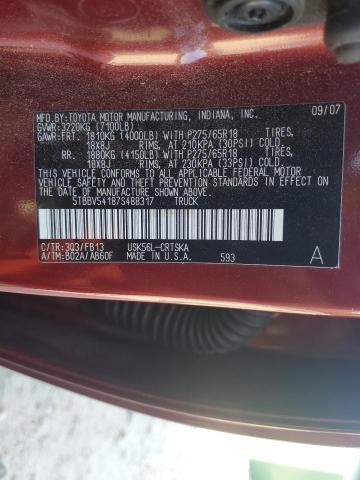 MFD.BY:TOYOTA MOTOR MANUFACTURING, INDIANA, INC. 09/07
GVWR:3220KG (7100LB)
GAWR:FRT. 1810KG (4000LB) WITH P275/65R18 TIRES,
18X8J RIMS, AT 210KPA (30PSI) COLD
RR. 1880KG (4150LB) WITH P275/65R18 TIRES,
18X8J RIMS, AT 230KPA (33PSI) COLD.
THIS VEHICLE CONFORMS TO ALL APPLICABLE FEDERAL MOTOR
VEHICLE SAFETY AND THEFT PREVENTION STANDARDS IN EFFECT ON
THE DATE OF MANUFACTURE SHOWN ABOVE.
5TBBV54187S488317 TRUCK
C/TR:3Q3/FB13 USK56L-CRTSKA A
A/TM:B02A/AB60F MADE IN U.S.A. 593